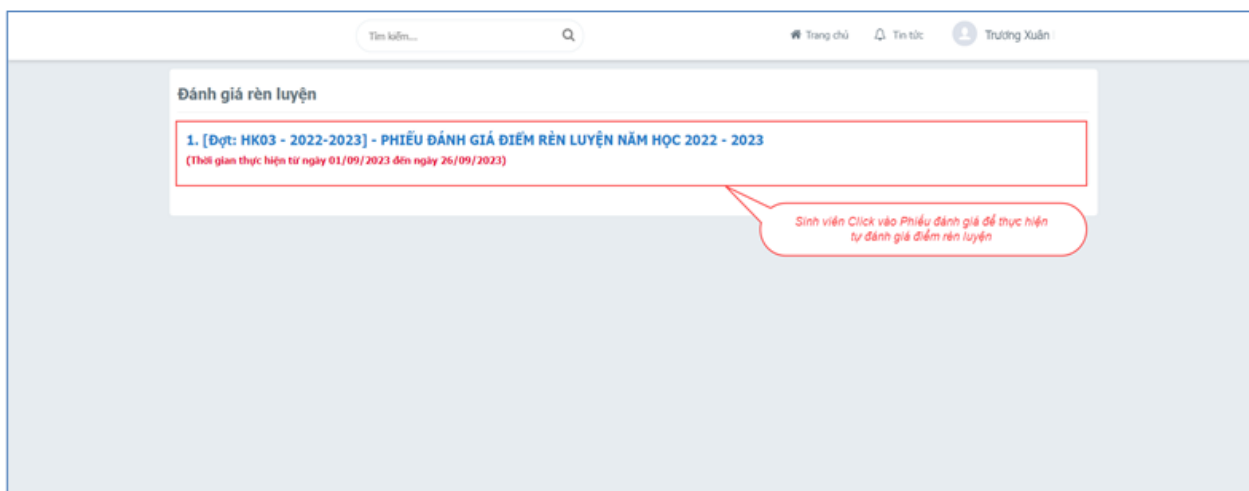 Tìm kiếm...
Trang chủ
Tin tức
Trương Xuân
Đánh giá rèn luyện
1. [Đợt: HK03 - 2022-2023] - PHIẾU ĐÁNH GIÁ ĐIỂM RÈN LUYỆN NĂM HỌC 2022 - 2023
(Thời gian thực hiện từ ngày 01/09/2023 đến ngày 26/09/2023)
Sinh viên Click vào Phiếu đánh giá để thực hiện
tự đánh giá điểm rèn luyện